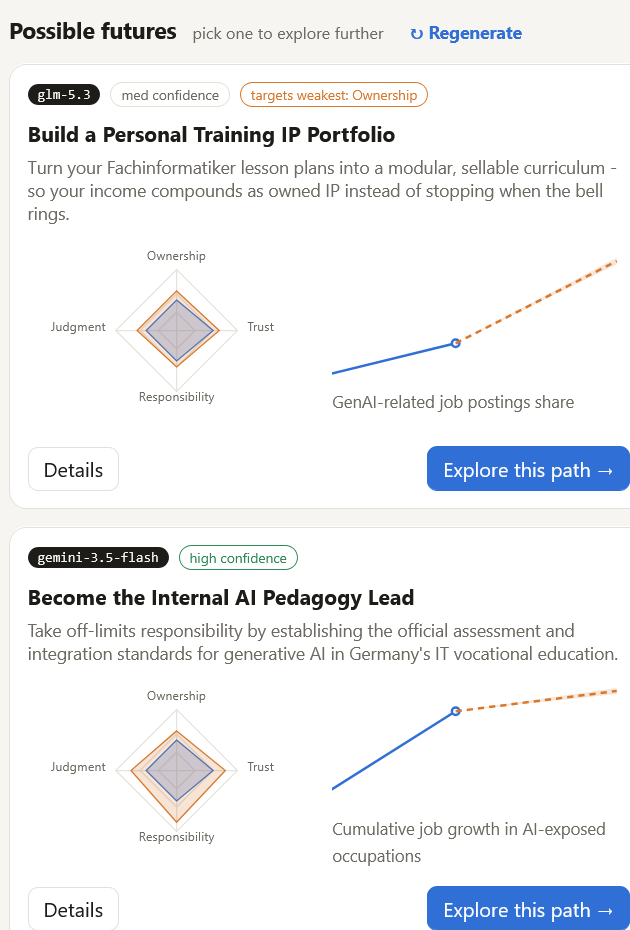 Possible futures pick one to explore further ↻ Regenerate
glm-5.3 med confidence targets weakest: Ownership
Build a Personal Training IP Portfolio
Turn your Fachinformatiker lesson plans into a modular, sellable curriculum -
so your income compounds as owned IP instead of stopping when the bell
rings.
Ownership
Judgment
Trust
Responsibility
GenAI-related job postings share
Details
Explore this path →
gemini-3.5-flash high confidence
Become the Internal AI Pedagogy Lead
Take off-limits responsibility by establishing the official assessment and
integration standards for generative AI in Germany's IT vocational education.
Ownership
Judgment
Trust
Responsibility
Cumulative job growth in AI-exposed
occupations
Details
Explore this path →